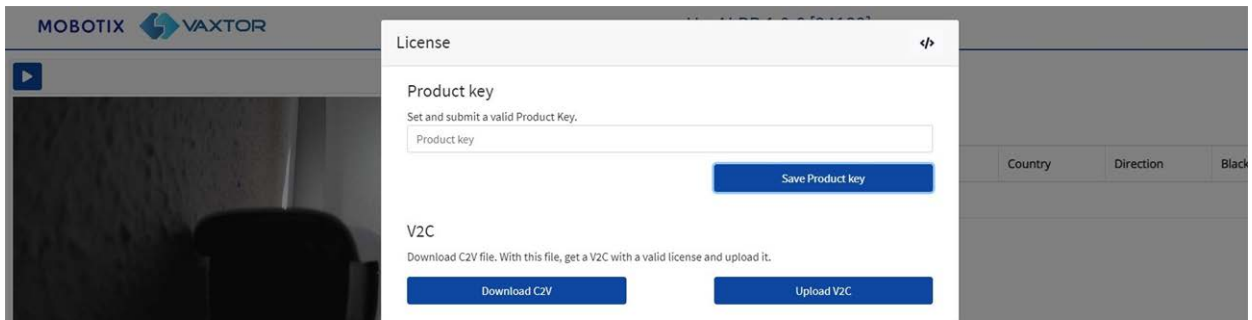 MOBOTIX VAXTOR
License </>
Product key
Set and submit a valid Product Key.
Product key
Save Product key
Country Direction Black
V2C
Download C2V file. With this file, get a V2C with a valid license and upload it.
Download C2V Upload V2C